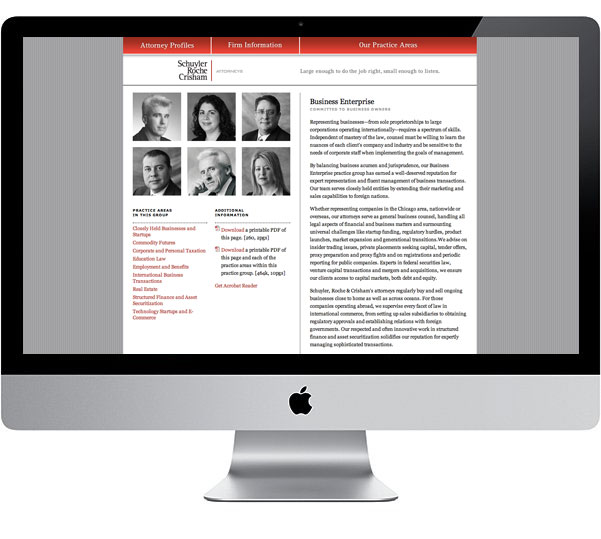 Attorney Profiles
Firm Information
Our Practice Areas
Schuyler
Roche
Crisham
ATTORNEYS
Large enough to do the job right, small enough to listen.
PRACTICE AREAS
IN THIS GROUP
Closely Held Businesses and
Startups
Commodity Futures
Corporate and Personal Taxation
Education Law
Employment and Benefits
International Business
Transactions
Real Estate
Structured Finance and Asset
Securitization
Technology Startups and E-
Commerce
ADDITIONAL
INFORMATION
Download a printable PDF of
this page. [260, 2pgs]
Download a printable PDF of
this page and each of the
practice areas within this
practice group. [464k, 10pgs]
Get Acrobat Reader
Business Enterprise
COMMITTED TO BUSINESS OWNERS
Representing businesses—from sole proprietorships to large
corporations operating internationally—requires a spectrum of skills.
Independent of mastery of the law, counsel must be willing to learn the
nuances of each client's company and industry and be sensitive to the
needs of corporate staff when implementing the goals of management.
By balancing business acumen and jurisprudence, our Business
Enterprise practice group has earned a well-deserved reputation for
expert representation and fluent management of business transactions.
Our team serves closely held entities by extending their marketing and
sales capabilities to foreign nations.
Whether representing companies in the Chicago area, nationwide or
overseas, our attorneys serve as general business counsel, handling all
legal aspects of financial and business matters and surmounting
universal challenges like startup funding, regulatory hurdles, product
launches, market expansion and generational transitions. We advise on
insider trading issues, private placements seeking capital, tender offers,
proxy preparation and proxy fights and on registrations and periodic
reporting for public companies. Experts in federal securities law,
venture capital transactions and mergers and acquisitions, we ensure
our clients access to capital markets, both debt and equity.
Schuyler, Roche & Crisham's attorneys regularly buy and sell ongoing
businesses close to home as well as across oceans. For those
companies operating abroad, we supervise every facet of law in
international commerce, from setting up sales subsidiaries to obtaining
regulatory approvals and establishing relations with foreign
governments. Our respected and often innovative work in structured
finance and asset securitization solidifies our reputation for expertly
managing sophisticated transactions.